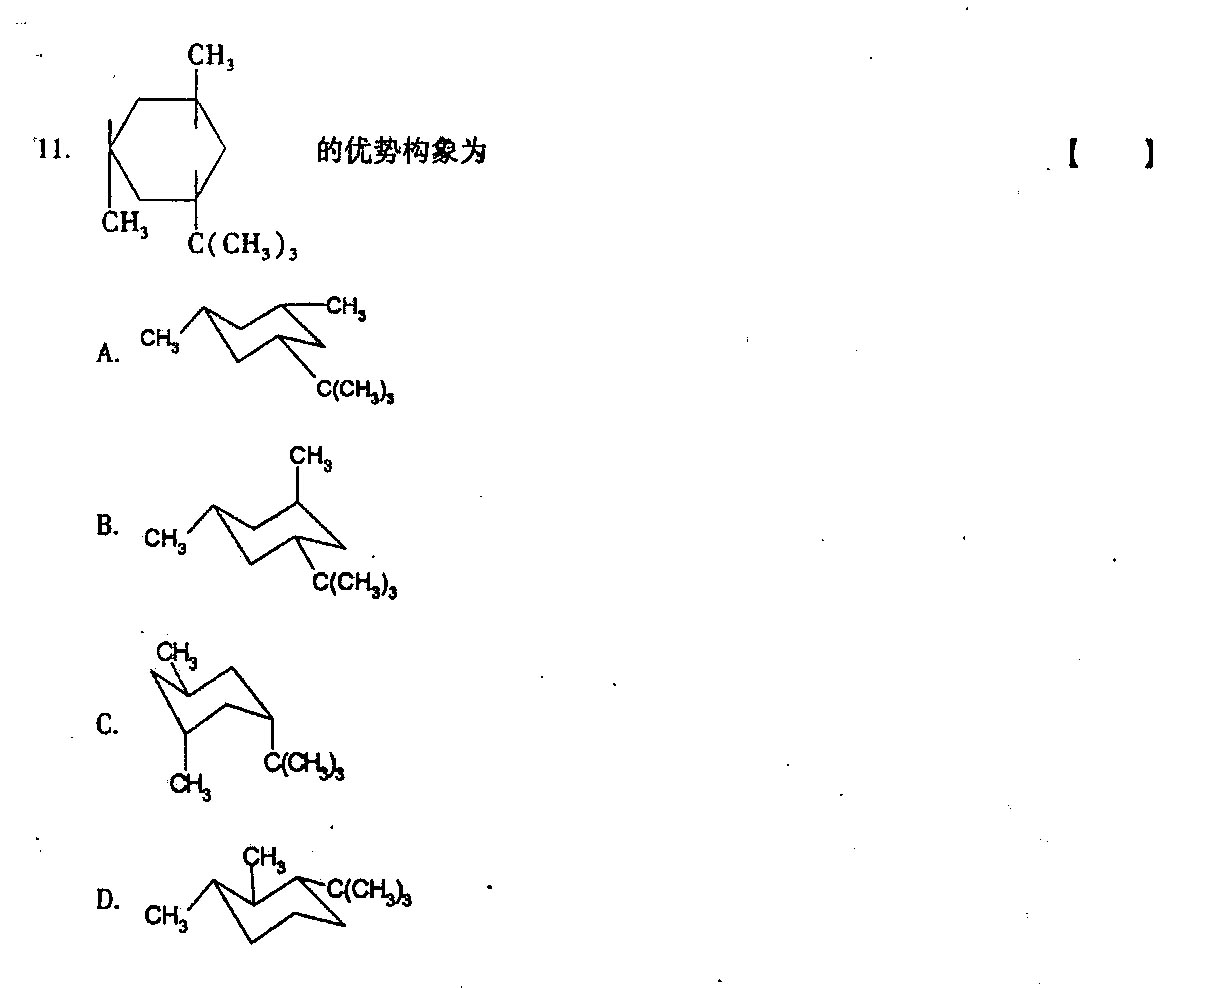 CH₃
11. 的优势构象为 【 】
CH₃
C(CH₃)₃
A. CH₃ CH₃
C(CH₃)₃
CH₃
B. CH₃
C(CH₃)₃
CH₃
C.
C(CH₃)₃
CH₃
CH₃
D. CH₃ C(CH₃)₃